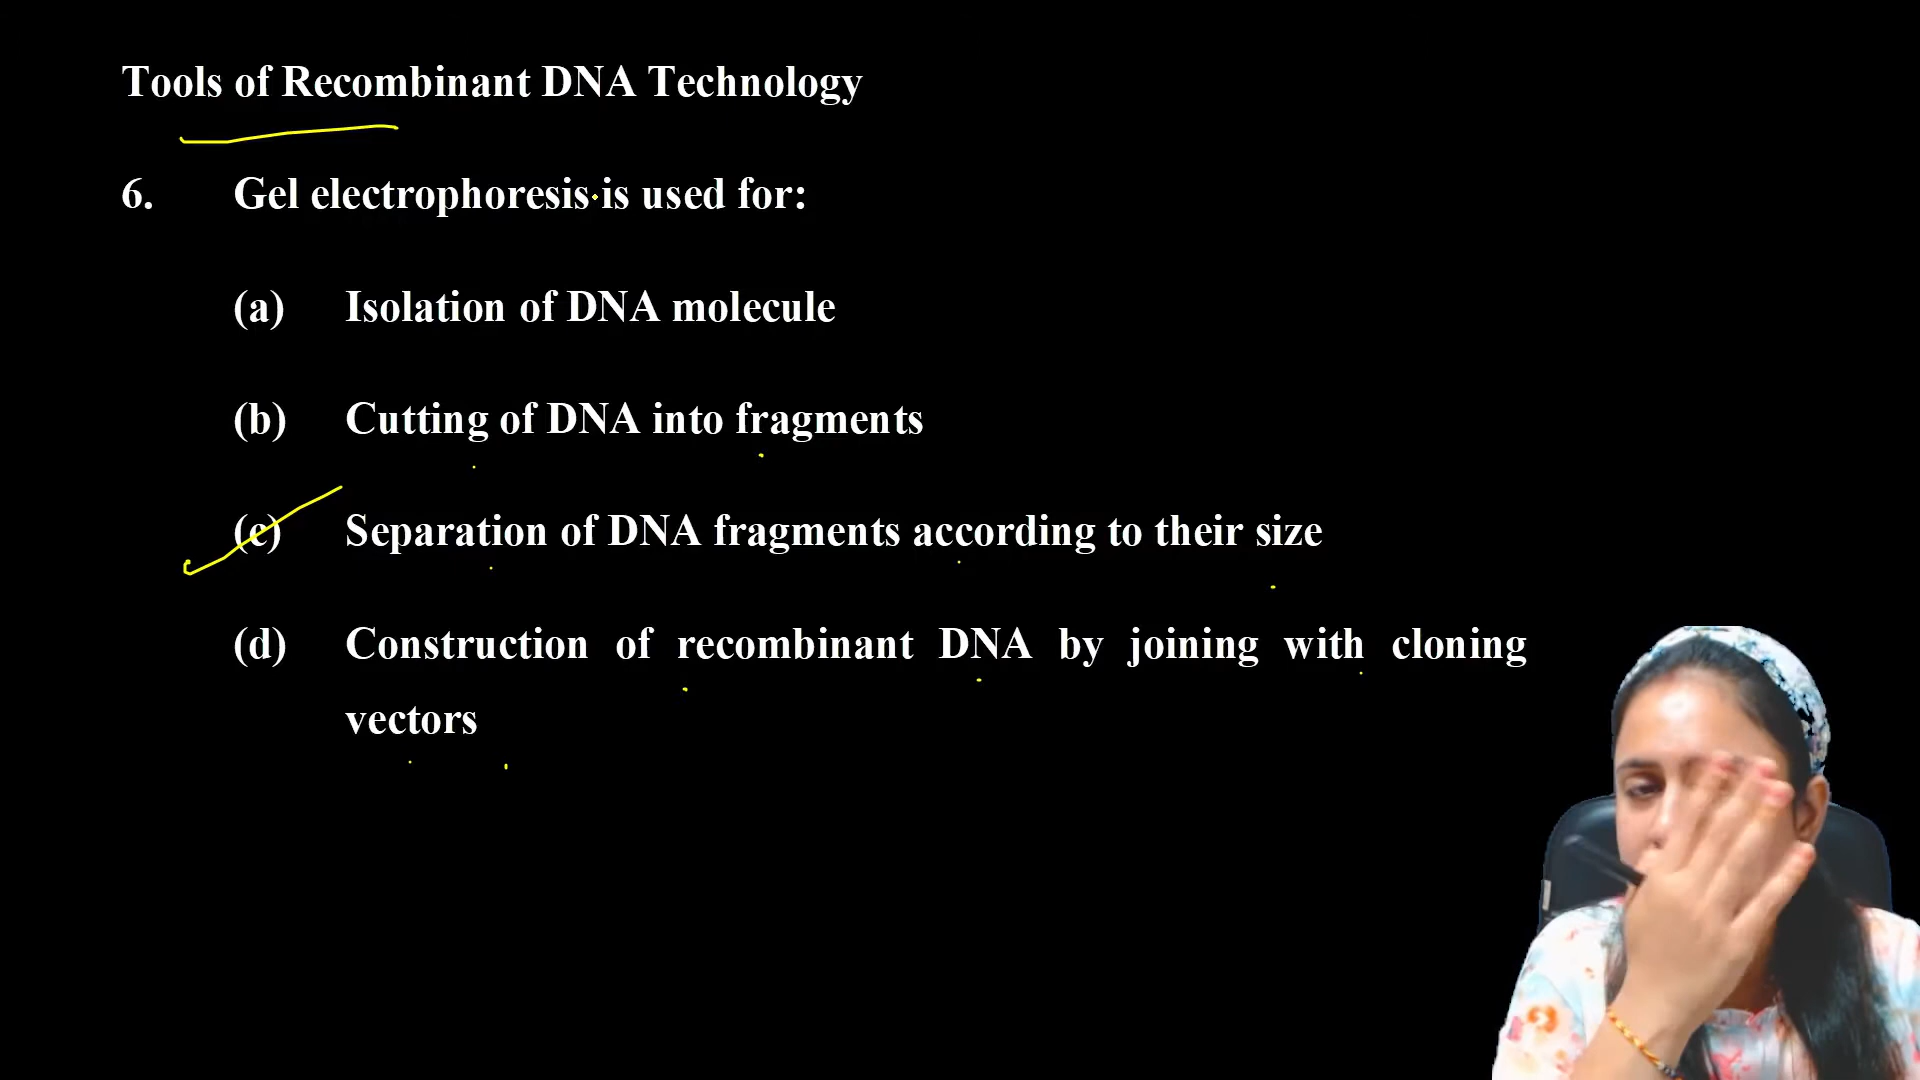 Tools of Recombinant DNA Technology
6. Gel electrophoresis is used for:
(a) Isolation of DNA molecule
(b) Cutting of DNA into fragments
(c) Separation of DNA fragments according to their size
(d) Construction of recombinant DNA by joining with cloning
vectors